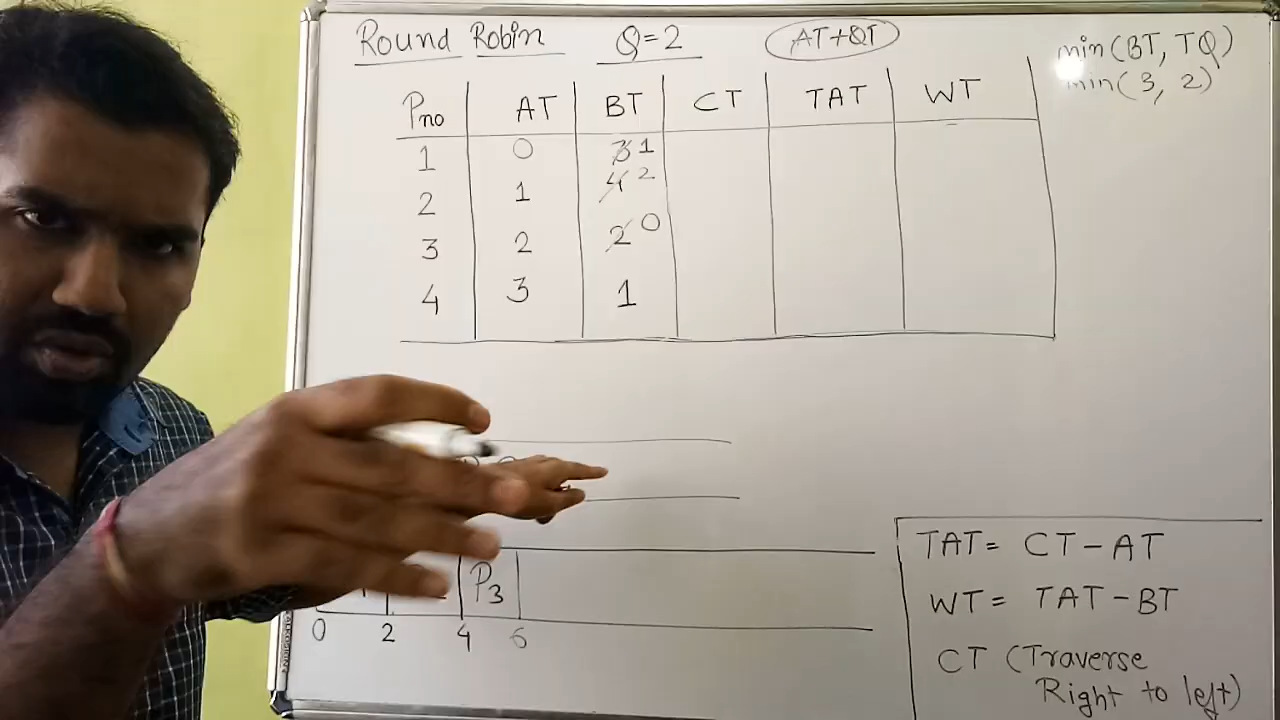 Round Robin Q=2 AT+QT
min(BT, TQ)
min(3, 2)
Pno AT BT CT TAT WT
1 0 3 1
2 1 4 2
3 2 2 0
4 3 1
P3
0 2 4 6
TAT= CT-AT
WT= TAT-BT
CT (Traverse
Right to left)